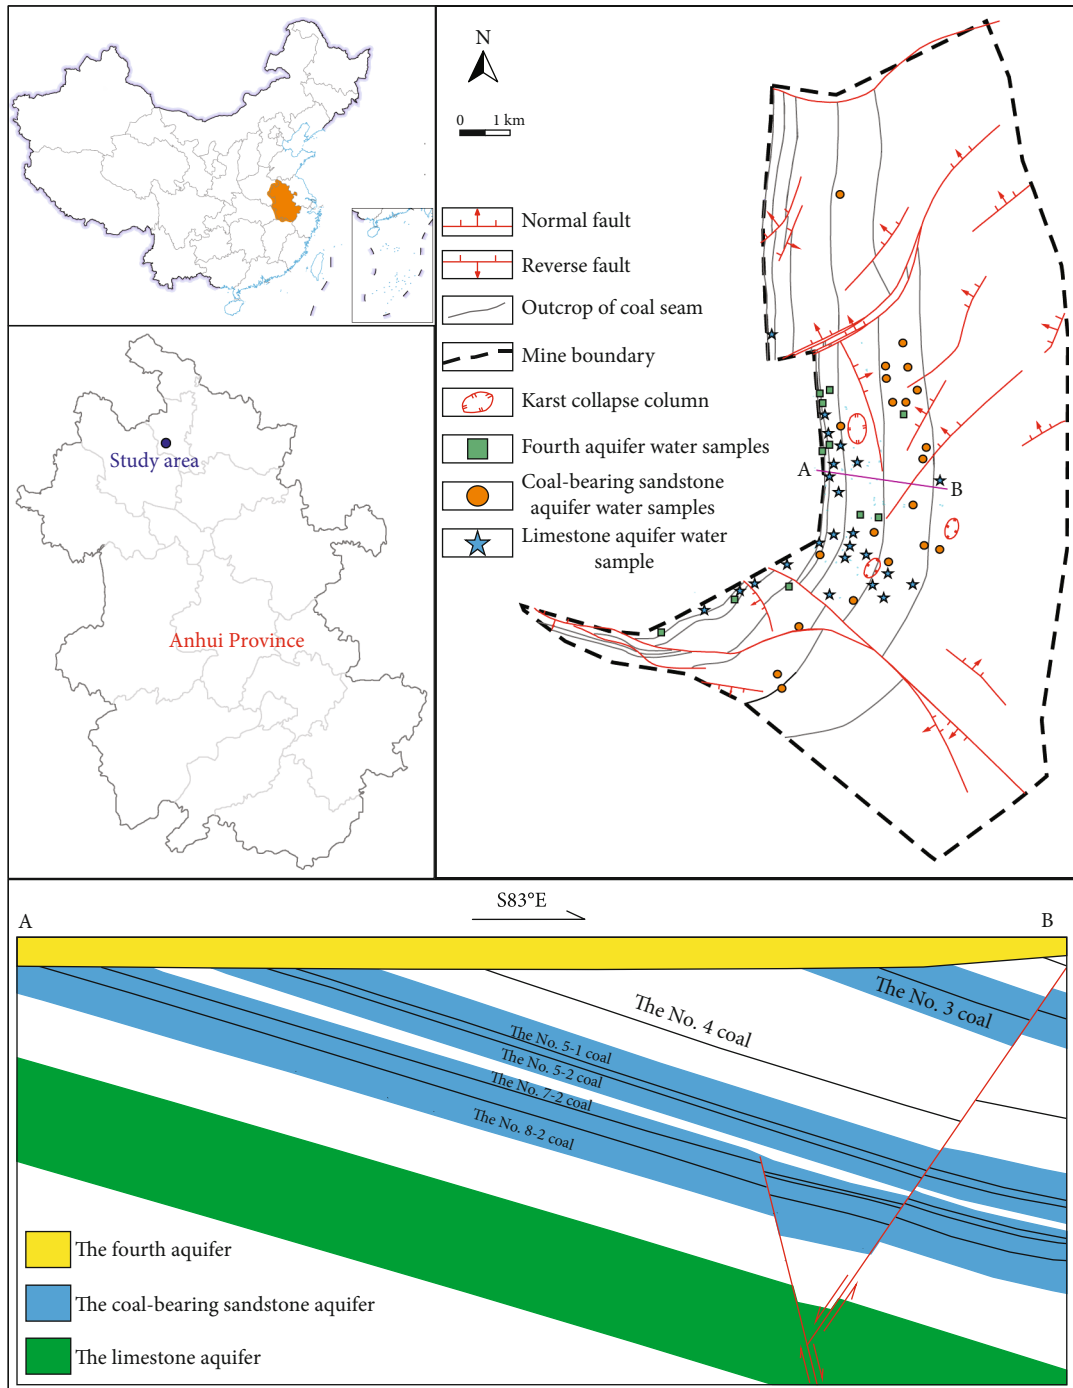 N
0 1 km
Normal fault
Reverse fault
Outcrop of coal seam
Mine boundary
Karst collapse column
Fourth aquifer water samples
Coal-bearing sandstone
aquifer water samples
Limestone aquifer water
sample
A
B
Study area
Anhui Province
S83°E
A
B
The No. 3 coal
The No. 4 coal
The No. 5-1 coal
The No. 5-2 coal
The No. 7-2 coal
The No. 8-2 coal
The fourth aquifer
The coal-bearing sandstone aquifer
The limestone aquifer